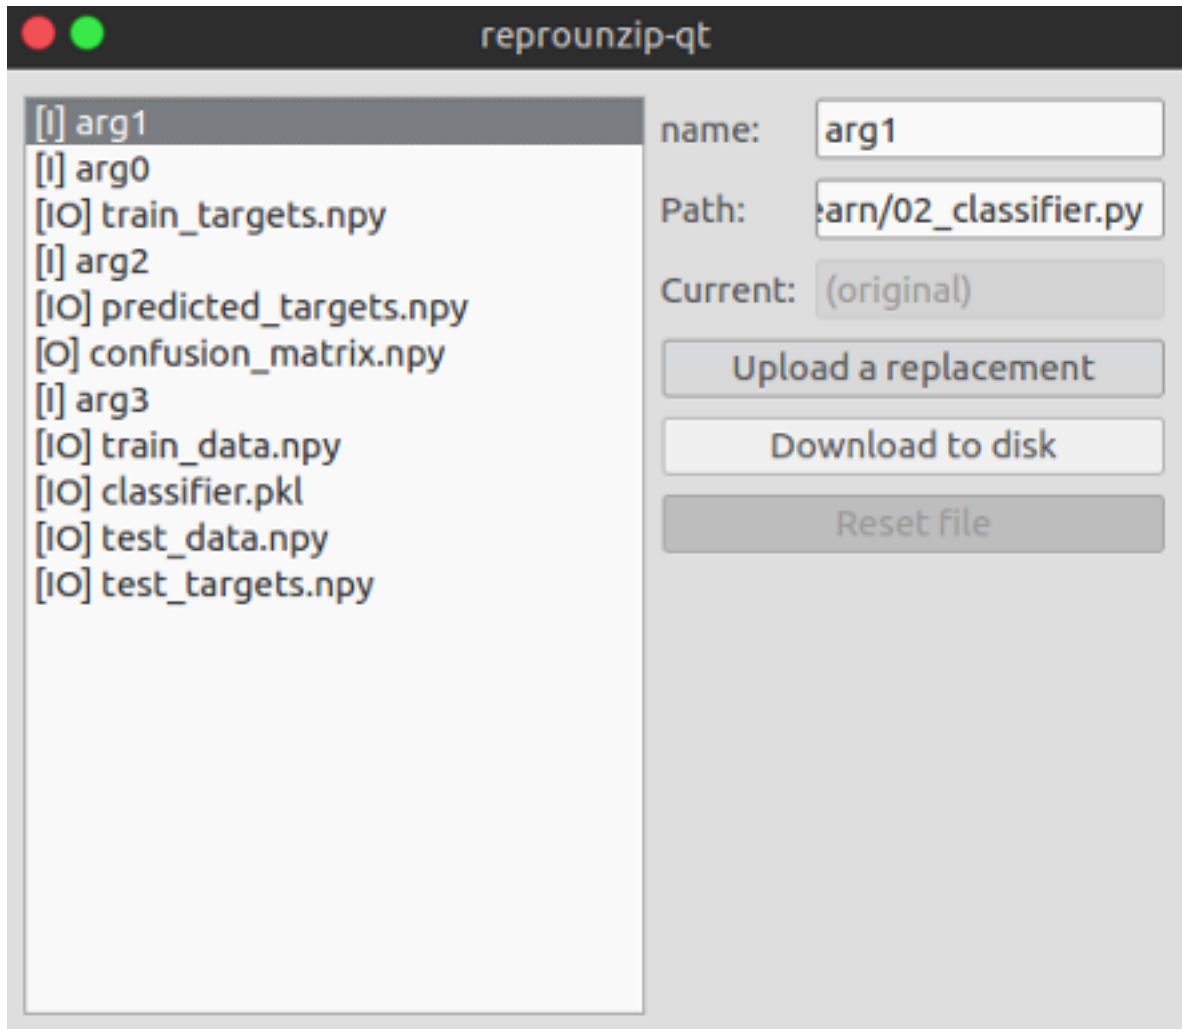 reprounzip-qt
[I] arg1
[I] arg0
[IO] train_targets.npy
[I] arg2
[IO] predicted_targets.npy
[O] confusion_matrix.npy
[I] arg3
[IO] train_data.npy
[IO] classifier.pkl
[IO] test_data.npy
[IO] test_targets.npy
name: arg1
Path: earn/02_classifier.py
Current: (original)
Upload a replacement
Download to disk
Reset file